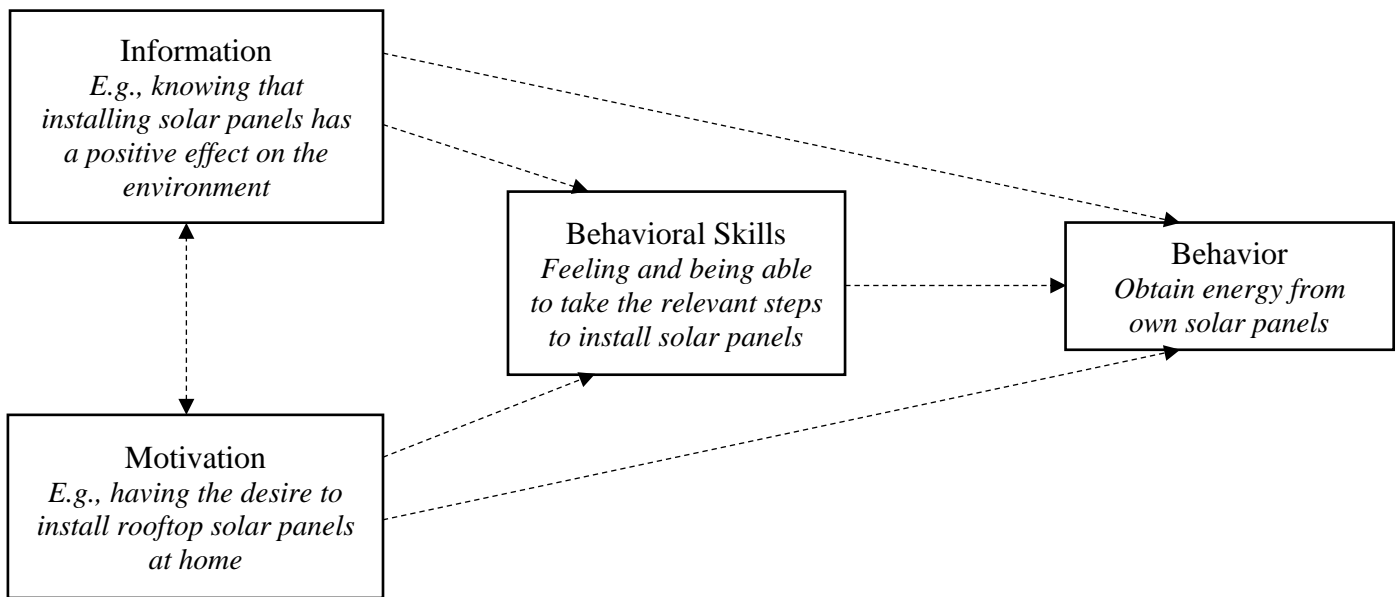 Information
E.g., knowing that
installing solar panels has
a positive effect on the
environment
Behavioral Skills
Feeling and being able
to take the relevant steps
to install solar panels
Behavior
Obtain energy from
own solar panels
Motivation
E.g., having the desire to
install rooftop solar panels
at home